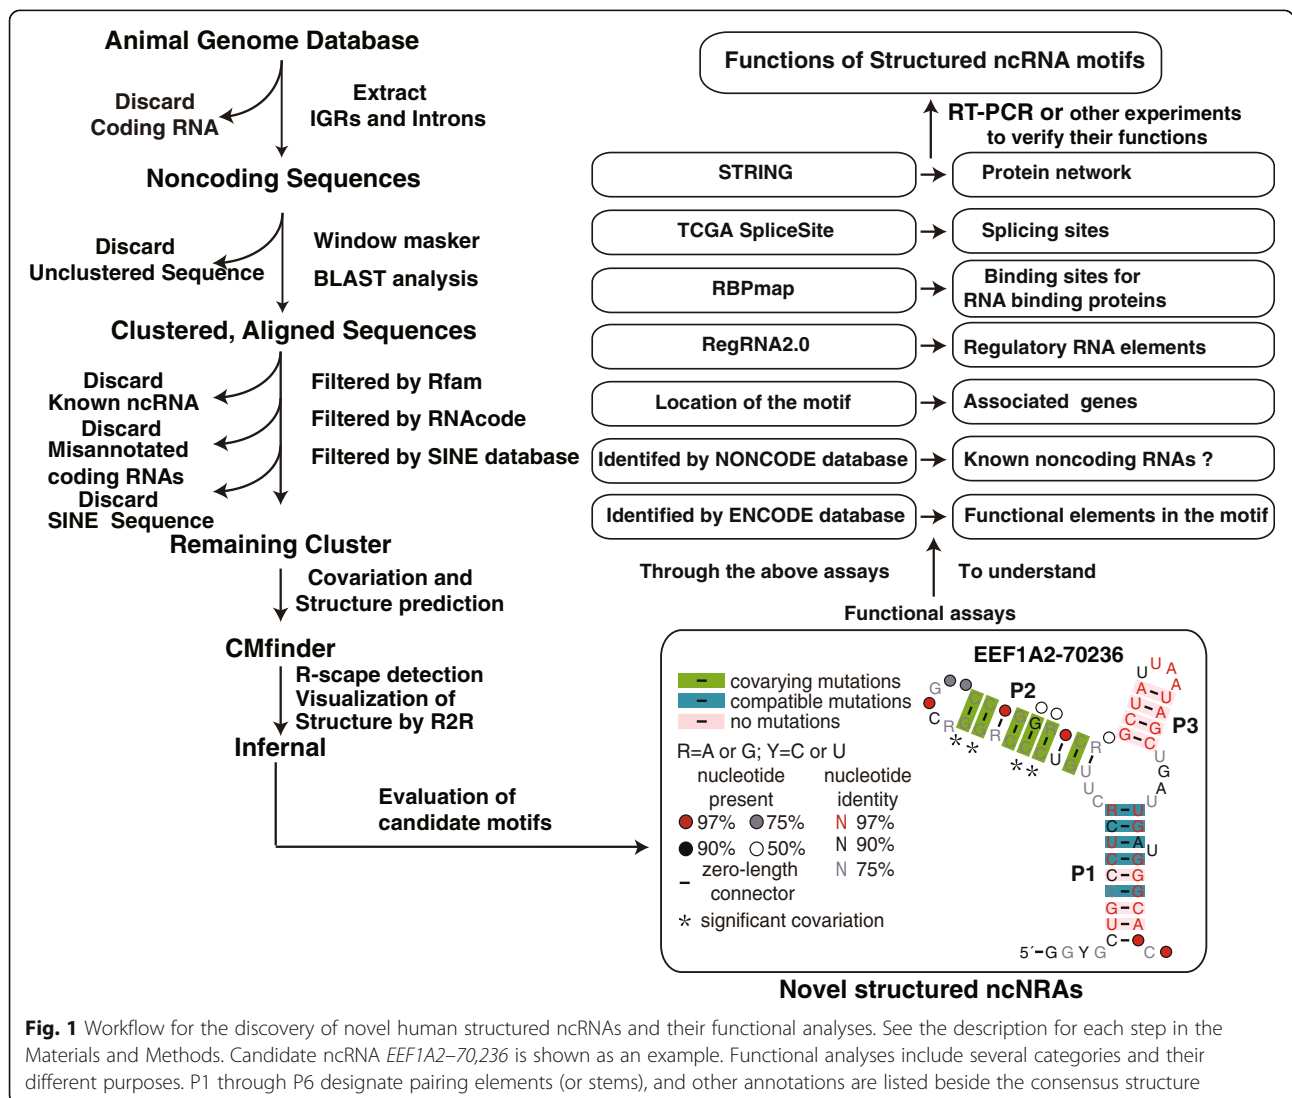 Animal Genome Database
Discard
Coding RNA
Extract
IGRs and Introns
Noncoding Sequences
Discard
Unclustered Sequence
Window masker
BLAST analysis
Clustered, Aligned Sequences
Discard
Known ncRNA
Discard
Misannotated
coding RNAs
Discard
SINE Sequence
Filtered by Rfam
Filtered by RNAcode
Filtered by SINE database
Remaining Cluster
Covariation and
Structure prediction
CMfinder
R-scape detection
Visualization of
Structure by R2R
Infernal
Evaluation of
candidate motifs
Functions of Structured ncRNA motifs
RT-PCR or other experiments
to verify their functions
STRING
Protein network
TCGA SpliceSite
Splicing sites
RBPmap
Binding sites for
RNA binding proteins
RegRNA2.0
Regulatory RNA elements
Location of the motif
Associated genes
Identifed by NONCODE database
Known noncoding RNAs ?
Identified by ENCODE database
Functional elements in the motif
Through the above assays
To understand
Functional assays
EEF1A2-70236
covarying mutations
compatible mutations
no mutations
R=A or G; Y=C or U
nucleotide
present
nucleotide
identity
97%
75%
N 97%
90%
50%
N 90%
zero-length
connector
N 75%
* significant covariation
P2
P3
P1
5´-G G Y G
Novel structured ncNRAs
Fig. 1 Workflow for the discovery of novel human structured ncRNAs and their functional analyses. See the description for each step in the
Materials and Methods. Candidate ncRNA EEF1A2–70,236 is shown as an example. Functional analyses include several categories and their
different purposes. P1 through P6 designate pairing elements (or stems), and other annotations are listed beside the consensus structure